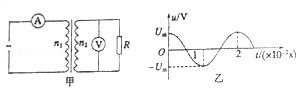 u/V
Um
A
n₁
n₂
V
R
O
1
2
t/(×10⁻²s)
-Um
甲
乙